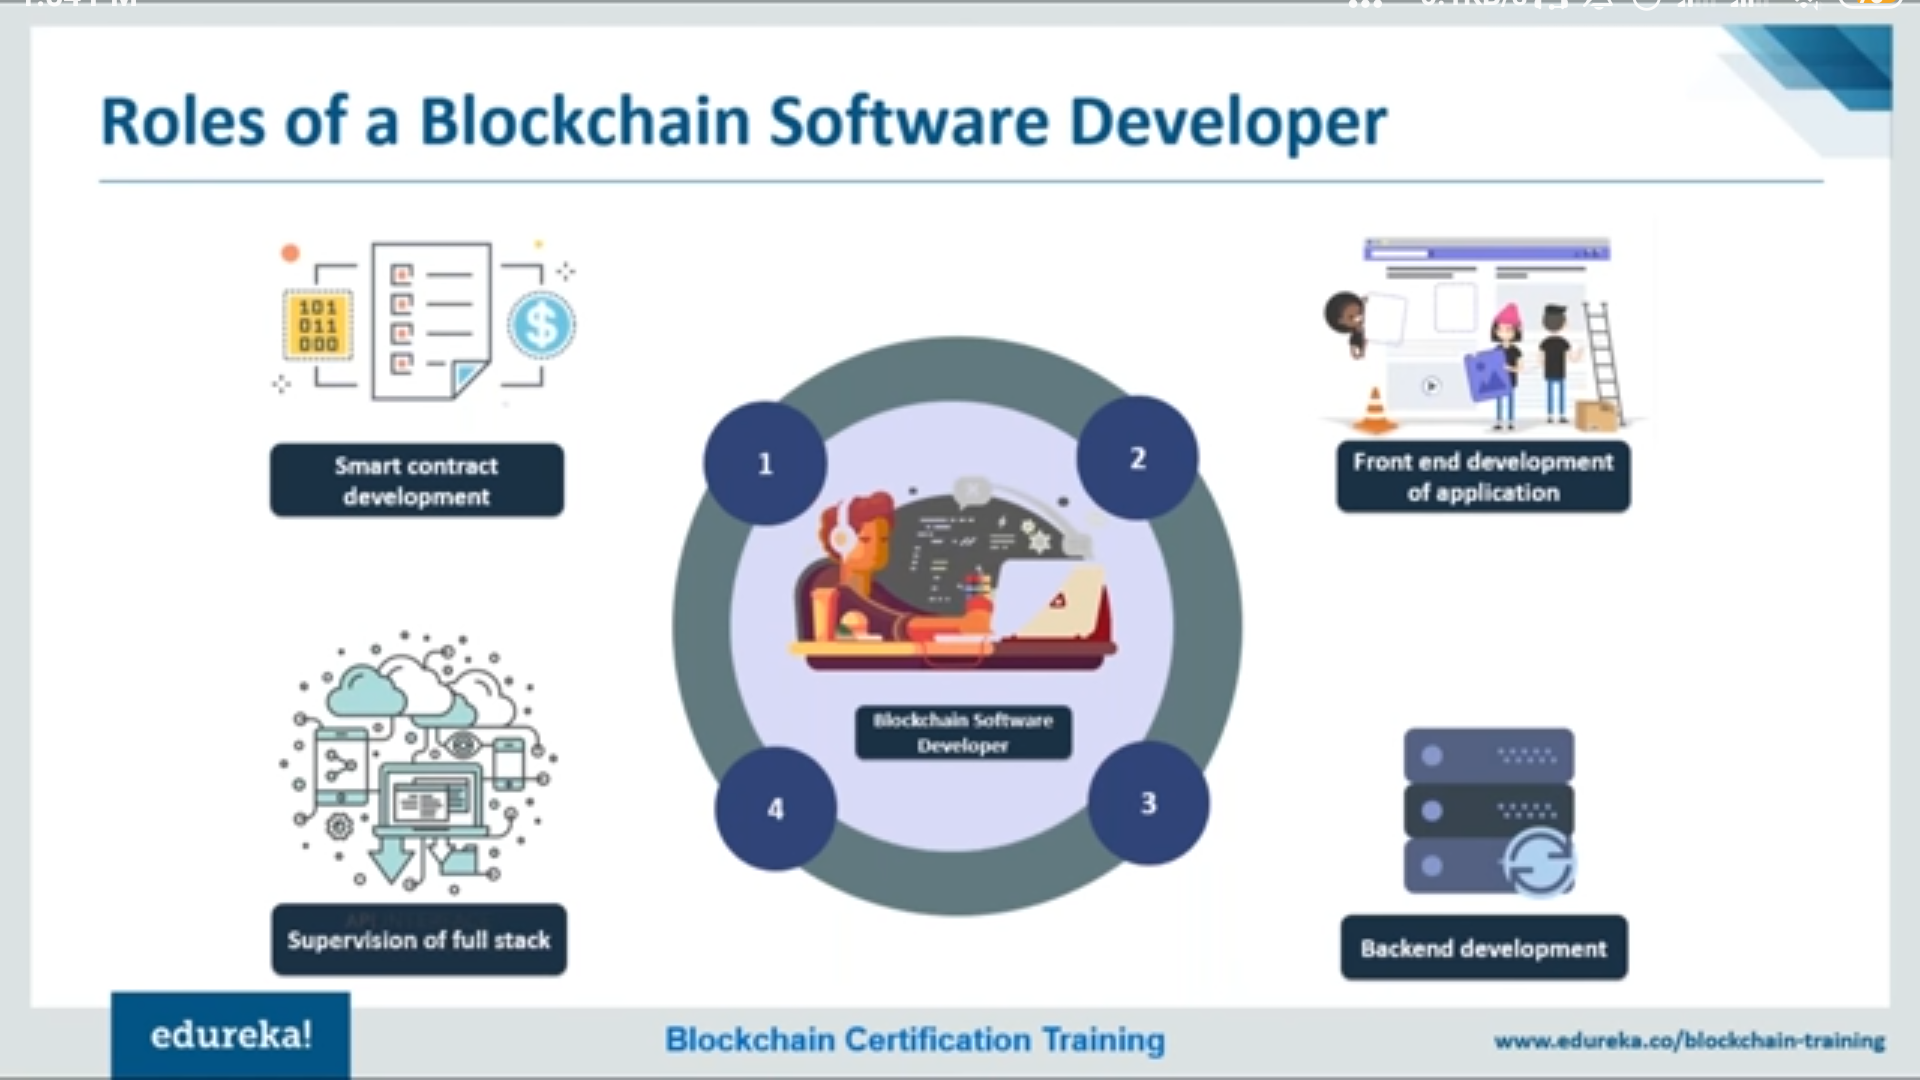 Roles of a Blockchain Software Developer
101
011
000
$
Smart contract
development
1
2
Front end development
of application
Blockchain Software
Developer
4
3
Supervision of full stack
Backend development
edureka!
Blockchain Certification Training
www.edureka.co/blockchain-training